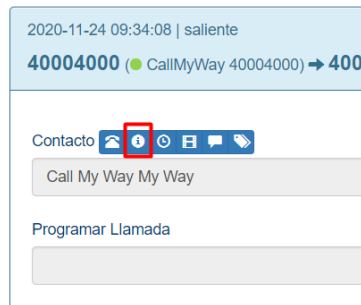 2020-11-24 09:34:08 | saliente
40004000 (CallMyWay 40004000) → 400
Contacto
Call My Way My Way
Programar Llamada